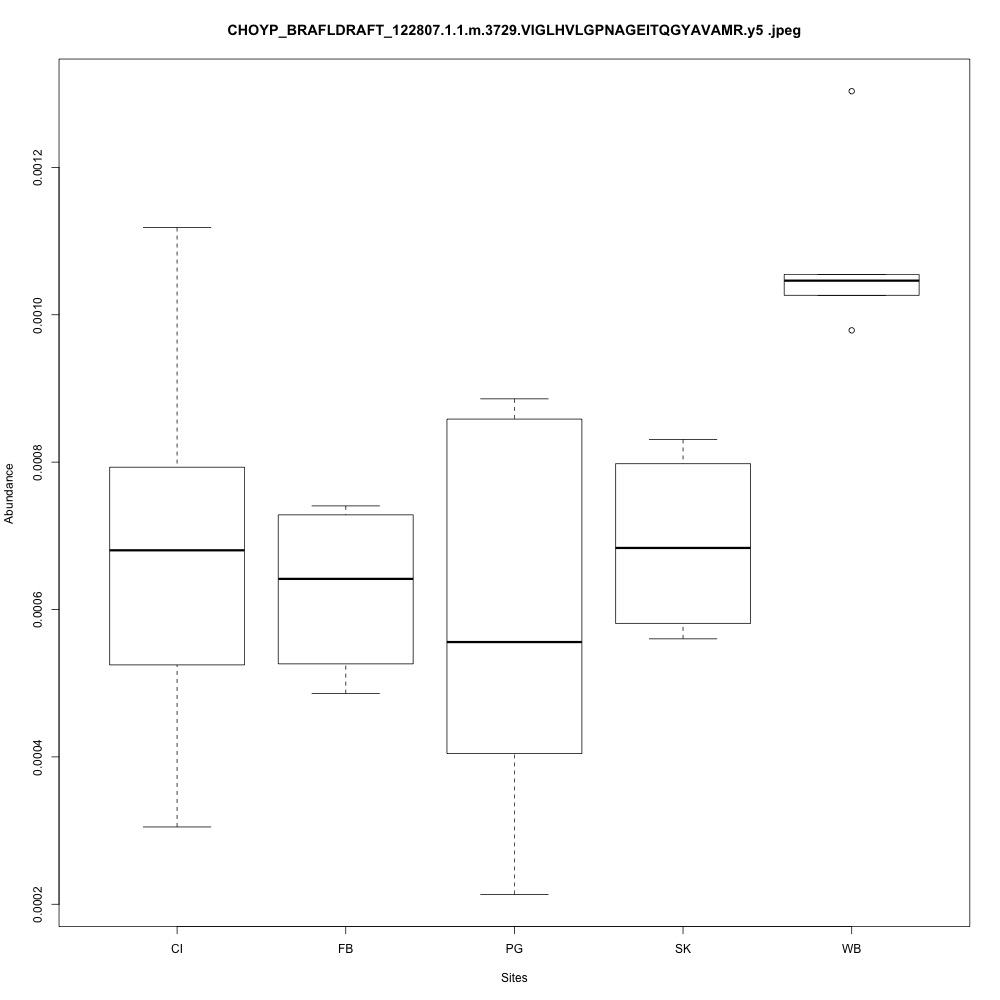 CHOYP_BRAFLDRAFT_122807.1.1.m.3729.VIGLHVLGPNAGEITQGYAVAMR.y5 .jpeg
Abundance
0.0012
0.0010
0.0008
0.0006
0.0004
0.0002
CI FB PG SK WB
Sites